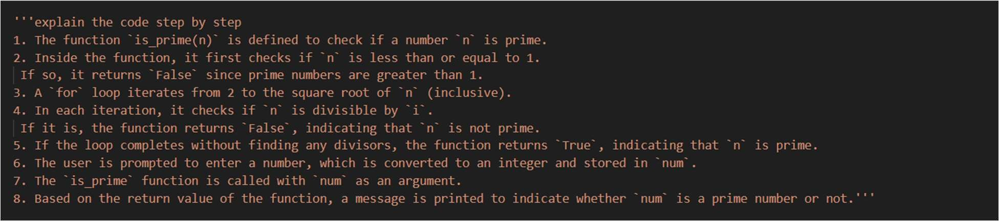 '''explain the code step by step
1. The function `is_prime(n)` is defined to check if a number `n` is prime.
2. Inside the function, it first checks if `n` is less than or equal to 1.
If so, it returns `False` since prime numbers are greater than 1.
3. A `for` loop iterates from 2 to the square root of `n` (inclusive).
4. In each iteration, it checks if `n` is divisible by `i`.
If it is, the function returns `False`, indicating that `n` is not prime.
5. If the loop completes without finding any divisors, the function returns `True`, indicating that `n` is prime.
6. The user is prompted to enter a number, which is converted to an integer and stored in `num`.
7. The `is_prime` function is called with `num` as an argument.
8. Based on the return value of the function, a message is printed to indicate whether `num` is a prime number or not.'''